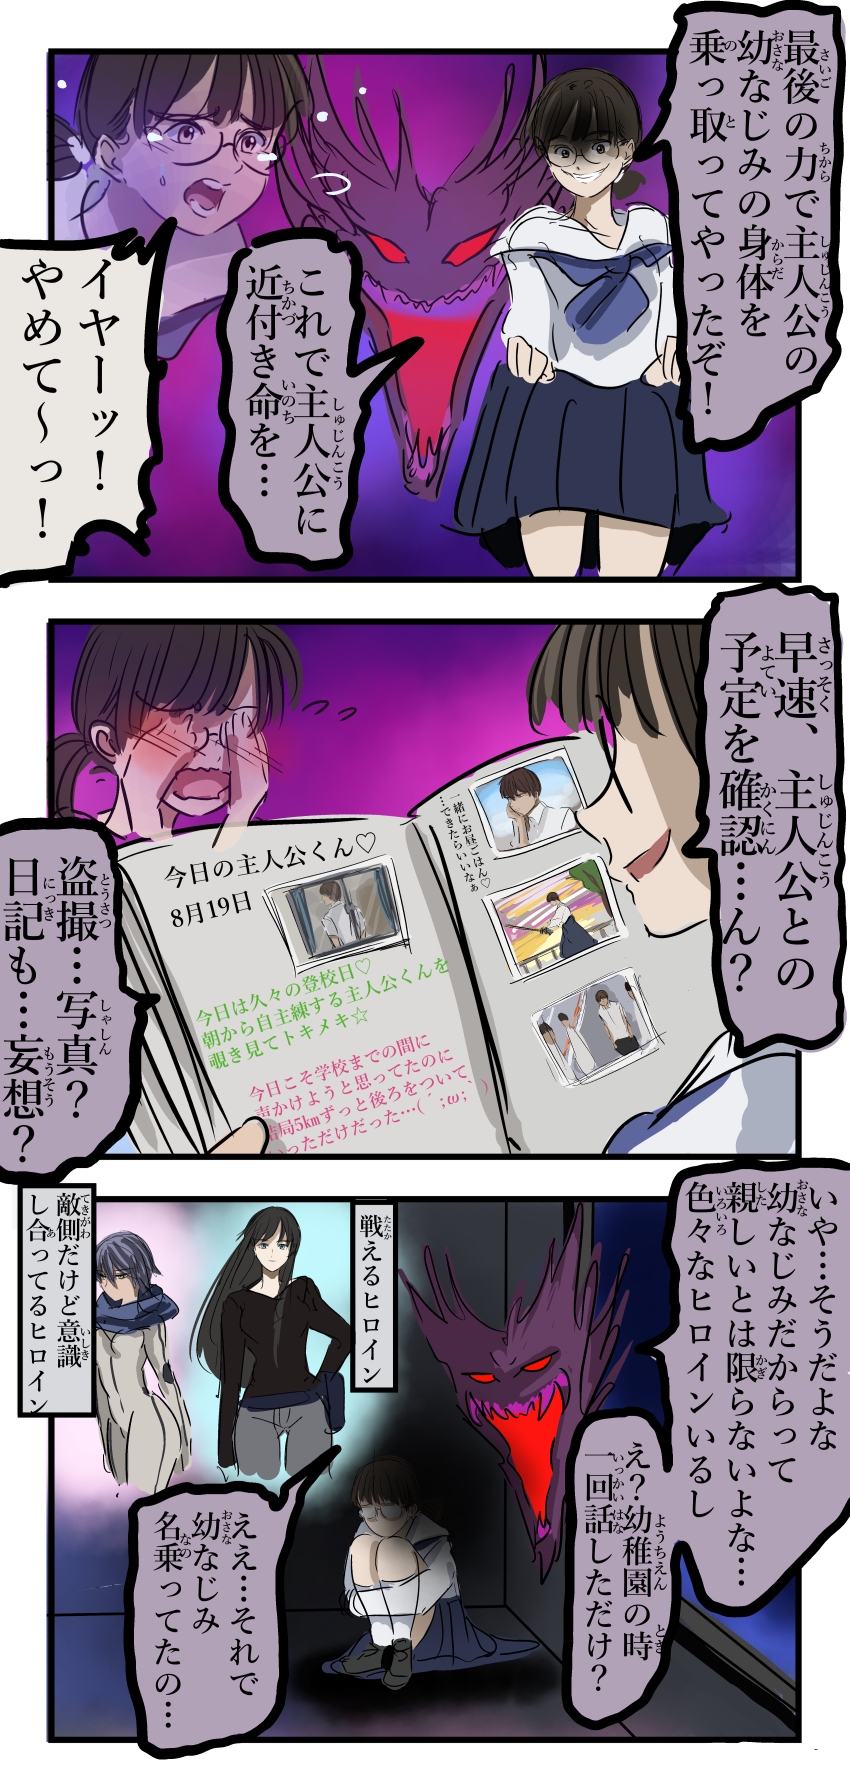 最後の力で主人公の
幼なじみの身体を
乗っ取ってやったぞ！
これで主人公に
近付き命を…
イヤーッ！
やめて～っ！
早速、主人公との
予定を確認…ん？
一緒にお昼ごはん♡
…できたらいいなぁ
今日の主人公くん♡
8月19日
今日は久々の登校日♡
朝から自主練する主人公くんを
覗き見てトキメキ☆
今日こそ学校までの間に
声かけようと思ってたのに
結局5kmずっと後ろをついて
いっただけだった…(´;ω;`)
盗撮…写真？
日記も…妄想？
いや…そうだよな
幼なじみだからって
親しいとは限らないよな…
色々なヒロインいるし
戦えるヒロイン
敵側だけど意識
し合ってるヒロイン
え？幼稚園の時
一回話しただけ？
ええ…それで
幼なじみ
名乗ってたの…